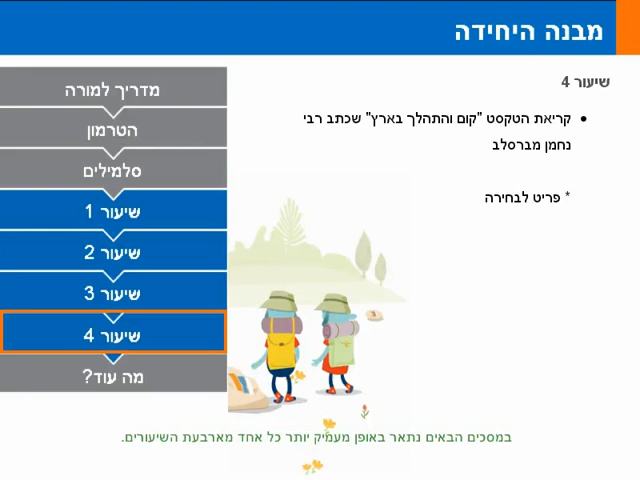 מבנה היחידה
שיעור 4
• קריאת הטקסט "קום והתהלך בארץ" שכתב רבי
נחמן מברסלב
* פריט לבחירה
מדריך למורה
הטרמון
סלמילים
שיעור 1
שיעור 2
שיעור 3
שיעור 4
מה עוד?
במסכים הבאים נתאר באופן מעמיק יותר כל אחד מארבעת השיעורים.